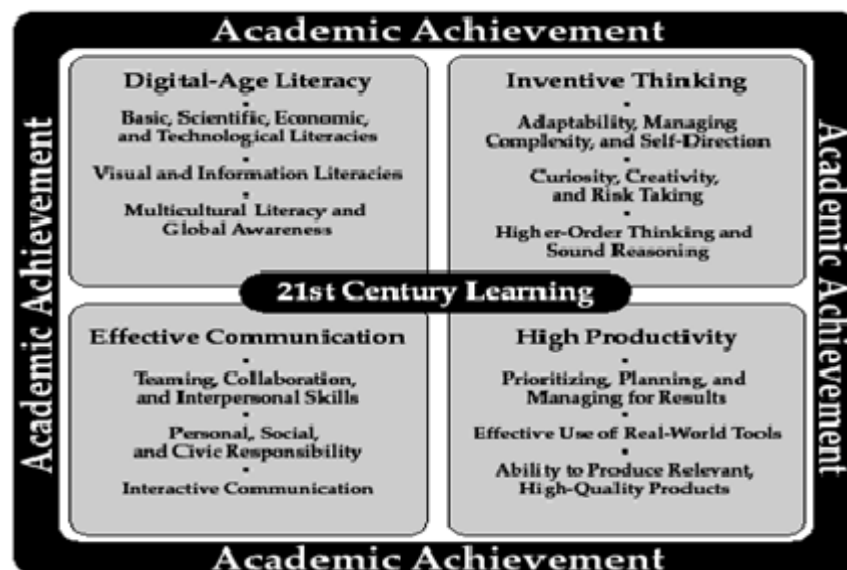 Academic Achievement
Digital-Age Literacy
Basic, Scientific, Economic,
and Technological Literacies
Visual and Information Literacies
Multicultural Literacy and
Global Awareness
Inventive Thinking
Adaptability, Managing
Complexity, and Self-Direction
Curiosity, Creativity,
and Risk Taking
Higher-Order Thinking and
Sound Reasoning
Academic Achievement
Academic Achievement
21st Century Learning
Effective Communication
Teaming, Collaboration,
and Interpersonal Skills
Personal, Social,
and Civic Responsibility
Interactive Communication
High Productivity
Prioritizing, Planning, and
Managing for Results
Effective Use of Real-World Tools
Ability to Produce Relevant,
High-Quality Products
Academic Achievement